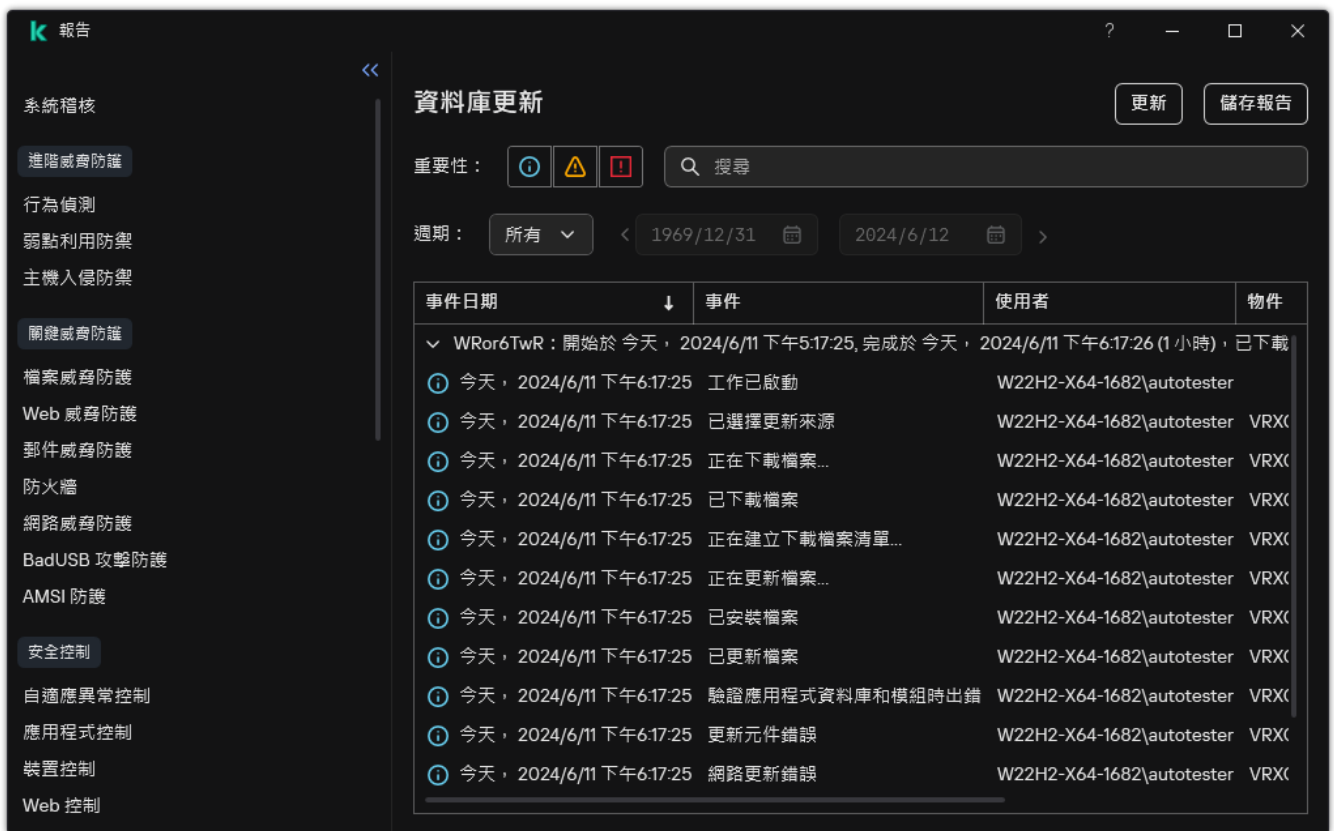 k 報告 ?
系統稽核
進階威脅防護
行為偵測
弱點利用防禦
主機入侵防禦
關鍵威脅防護
檔案威脅防護
Web 威脅防護
郵件威脅防護
防火牆
網路威脅防護
BadUSB 攻擊防護
AMSI 防護
安全控制
自適應異常控制
應用程式控制
裝置控制
Web 控制
資料庫更新 更新 儲存報告
重要性： 搜尋
週期： 所有 1969/12/31 2024/6/12
事件日期 ↓ 事件 使用者 物件
WRor6TwR：開始於 今天， 2024/6/11 下午5:17:25, 完成於 今天， 2024/6/11 下午6:17:26 (1 小時)，已下載
今天， 2024/6/11 下午6:17:25 工作已啟動 W22H2-X64-1682\autotester
今天， 2024/6/11 下午6:17:25 已選擇更新來源 W22H2-X64-1682\autotester
今天， 2024/6/11 下午6:17:25 正在下載檔案... W22H2-X64-1682\autotester
今天， 2024/6/11 下午6:17:25 已下載檔案 W22H2-X64-1682\autotester
今天， 2024/6/11 下午6:17:25 正在建立下載檔案清單... W22H2-X64-1682\autotester
今天， 2024/6/11 下午6:17:25 正在更新檔案... W22H2-X64-1682\autotester
今天， 2024/6/11 下午6:17:25 已安裝檔案 W22H2-X64-1682\autotester
今天， 2024/6/11 下午6:17:25 已更新檔案 W22H2-X64-1682\autotester
今天， 2024/6/11 下午6:17:25 驗證應用程式資料庫和模組時出錯 W22H2-X64-1682\autotester
今天， 2024/6/11 下午6:17:25 更新元件錯誤 W22H2-X64-1682\autotester
今天， 2024/6/11 下午6:17:25 網路更新錯誤 W22H2-X64-1682\autotester